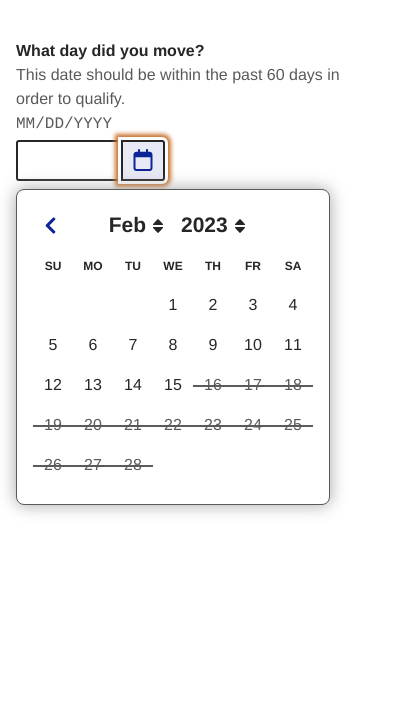 What day did you move?
This date should be within the past 60 days in
order to qualify.
MM/DD/YYYY
Feb 2023
SU MO TU WE TH FR SA
1 2 3 4
5 6 7 8 9 10 11
12 13 14 15 16 17 18
19 20 21 22 23 24 25
26 27 28